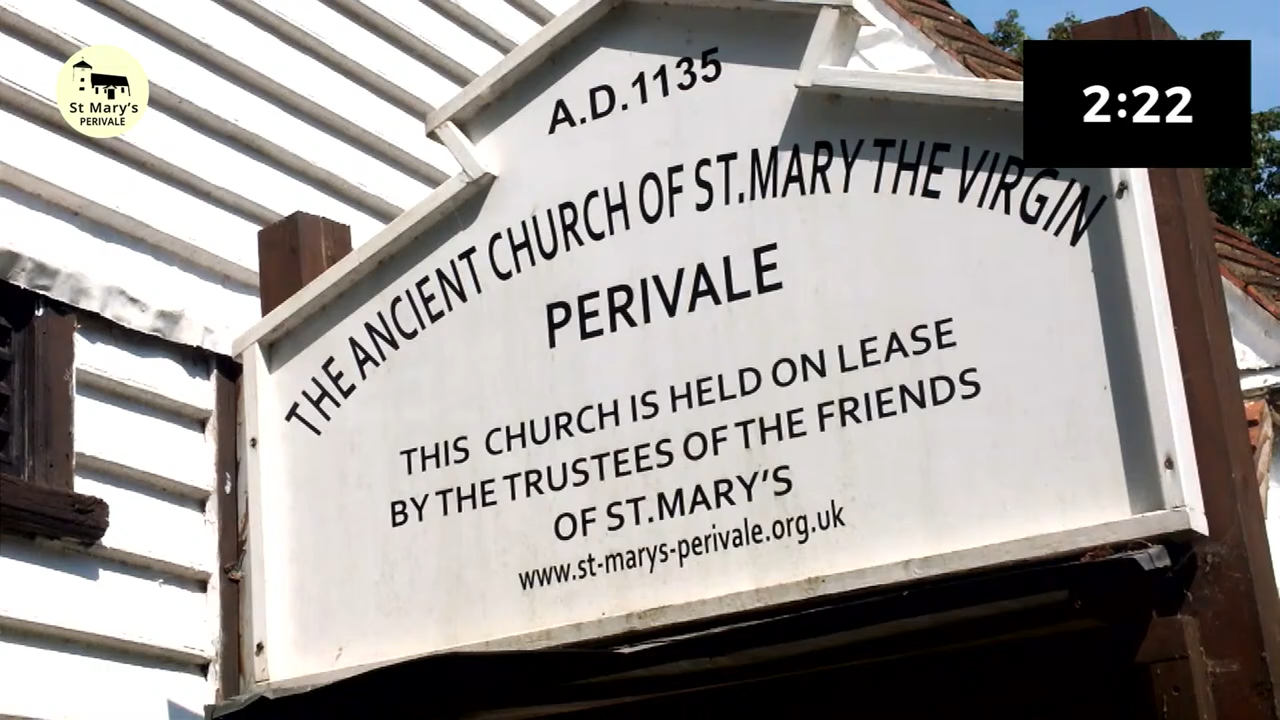 St Mary's
PERIVALE
2:22
A.D.1135
THE ANCIENT CHURCH OF ST.MARY THE VIRGIN
PERIVALE
THIS CHURCH IS HELD ON LEASE
BY THE TRUSTEES OF THE FRIENDS
OF ST.MARY'S
www.st-marys-perivale.org.uk